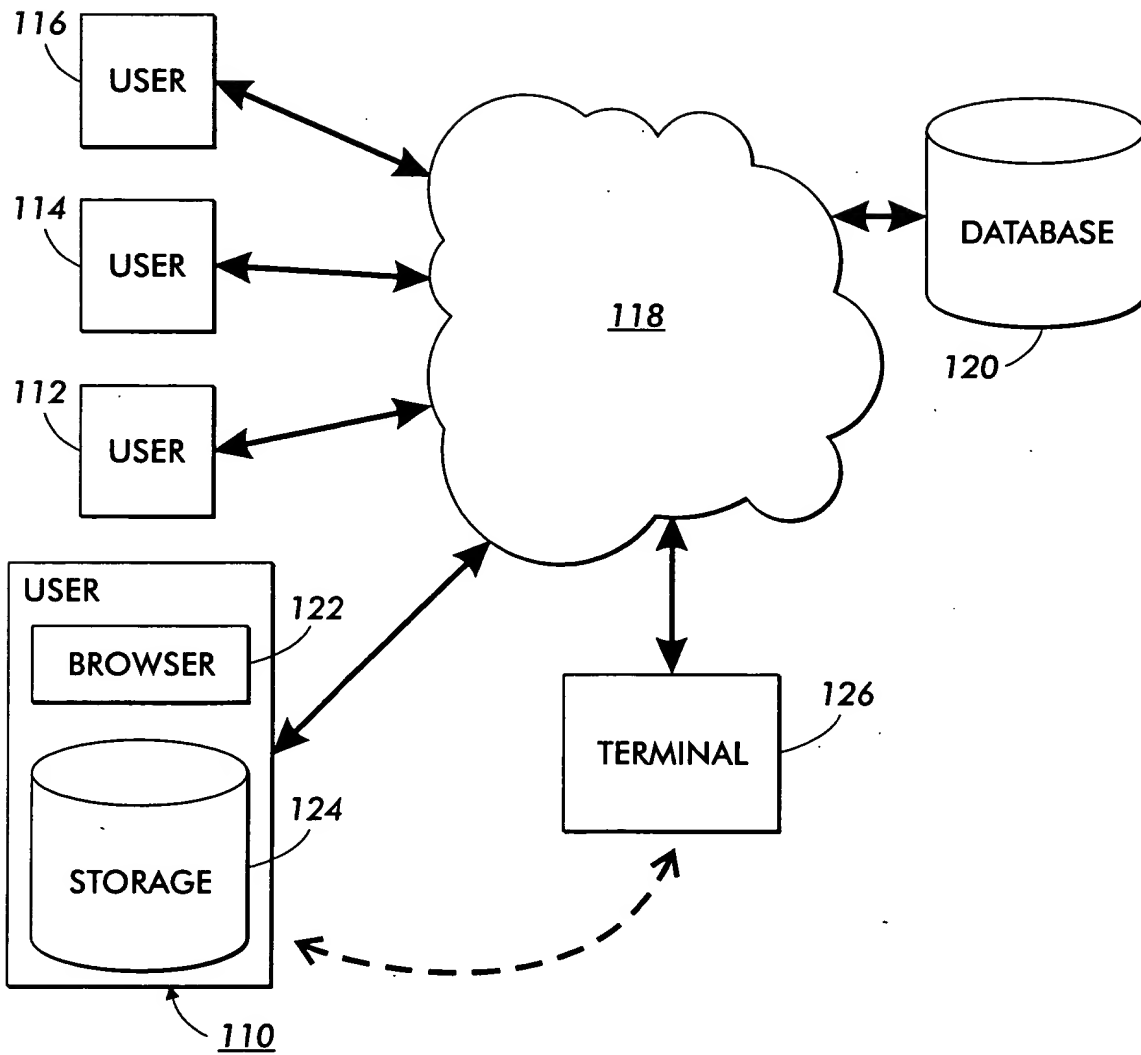 116
USER
114
USER
112
USER
118
DATABASE
120
USER
122
BROWSER
124
STORAGE
110
126
TERMINAL